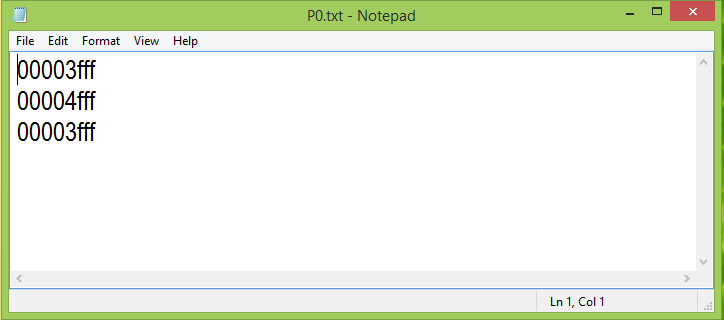 P0.txt - Notepad
File Edit Format View Help
00003fff
00004fff
00003fff
Ln 1, Col 1